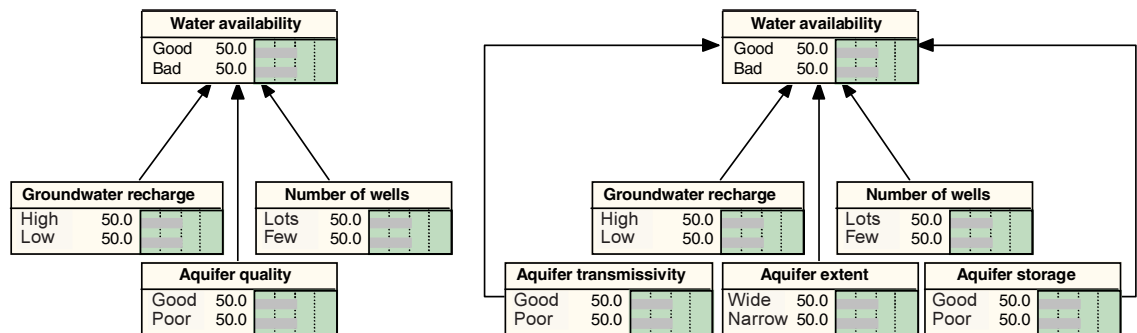 Water availability
Good 50.0
Bad 50.0
Groundwater recharge
High 50.0
Low 50.0
Number of wells
Lots 50.0
Few 50.0
Aquifer quality
Good 50.0
Poor 50.0
Water availability
Good 50.0
Bad 50.0
Groundwater recharge
High 50.0
Low 50.0
Number of wells
Lots 50.0
Few 50.0
Aquifer transmissivity
Good 50.0
Poor 50.0
Aquifer extent
Wide 50.0
Narrow 50.0
Aquifer storage
Good 50.0
Poor 50.0